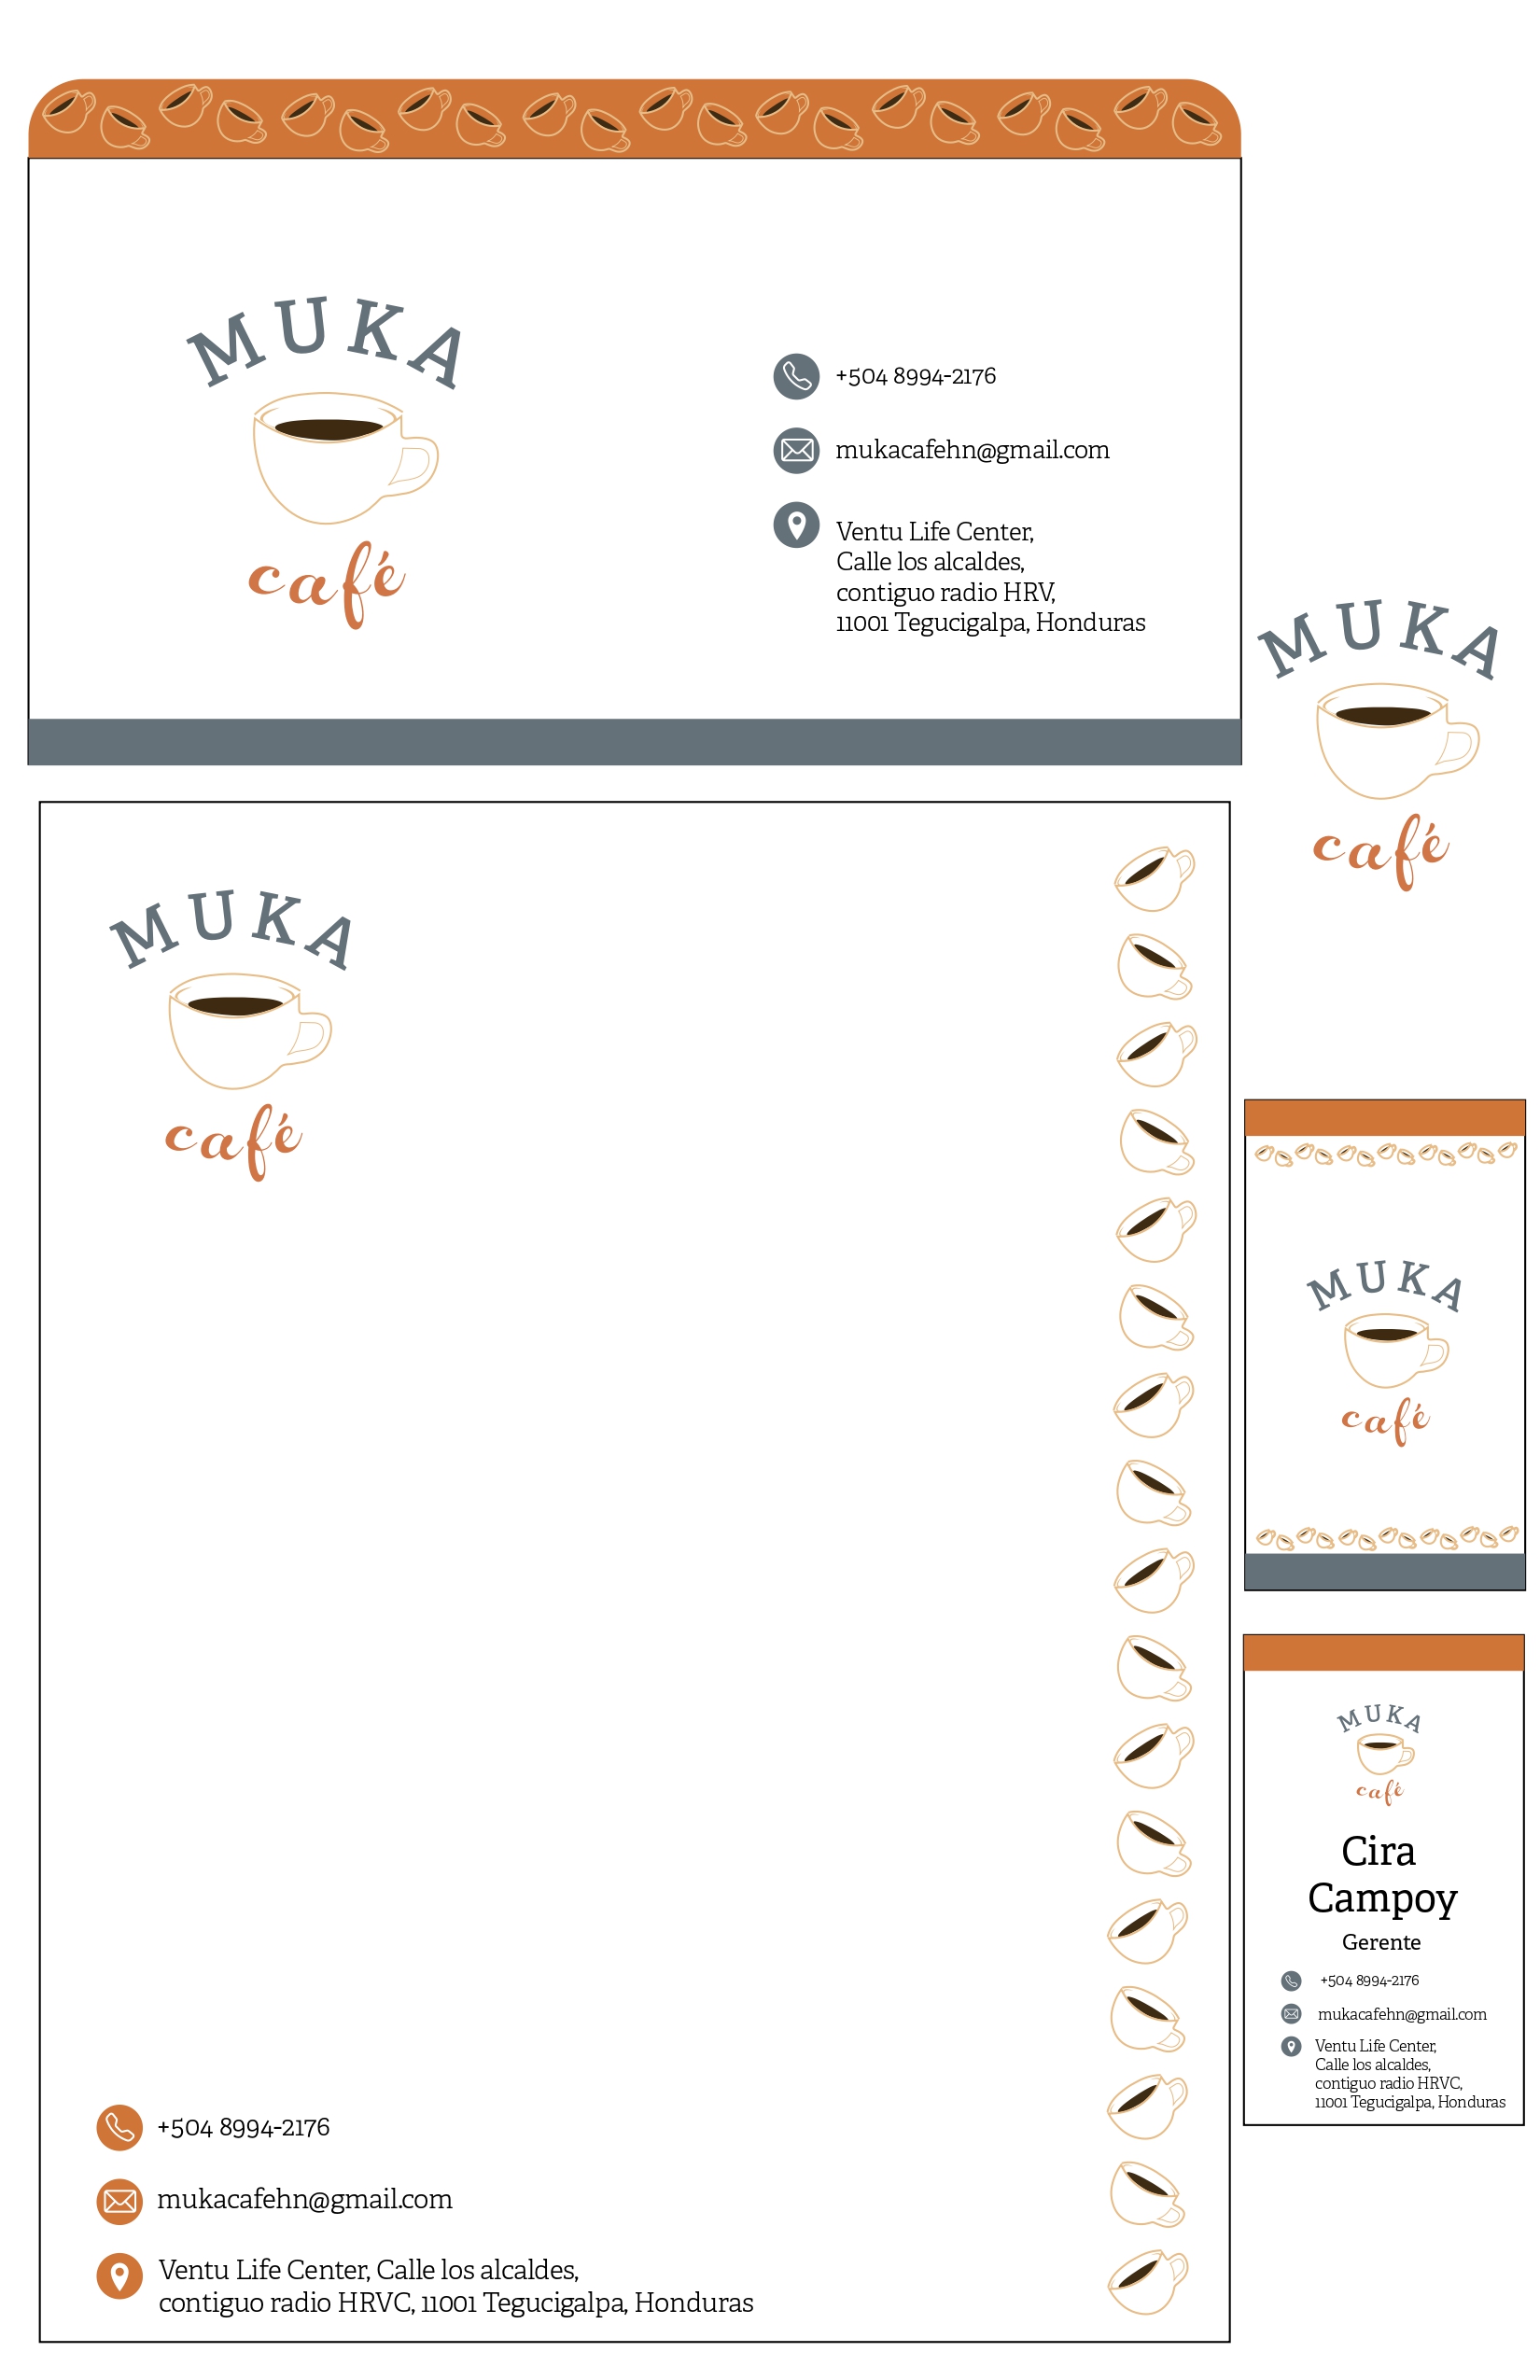 MUKA
café
+504 8994-2176
mukacafehn@gmail.com
Ventu Life Center,
Calle los alcaldes,
contiguo radio HRV,
11001 Tegucigalpa, Honduras
MUKA
café
MUKA
café
+504 8994-2176
mukacafehn@gmail.com
Ventu Life Center, Calle los alcaldes,
contiguo radio HRVC, 11001 Tegucigalpa, Honduras
MUKA
café
MUKA
café
Cira
Campoy
Gerente
+504 8994-2176
mukacafehn@gmail.com
Ventu Life Center,
Calle los alcaldes,
contiguo radio HRVC,
11001 Tegucigalpa, Honduras